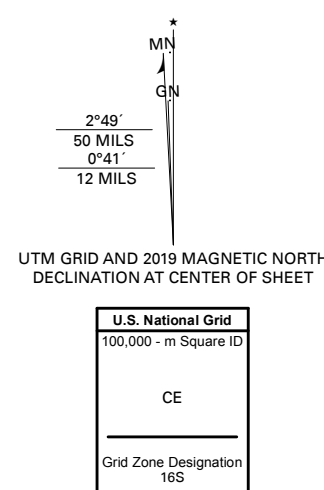 ★
MN
GN
2°49´
50 MILS
0°41´
12 MILS
UTM GRID AND 2019 MAGNETIC NORTH
DECLINATION AT CENTER OF SHEET
U.S. National Grid
100,000 - m Square ID
CE
Grid Zone Designation
16S